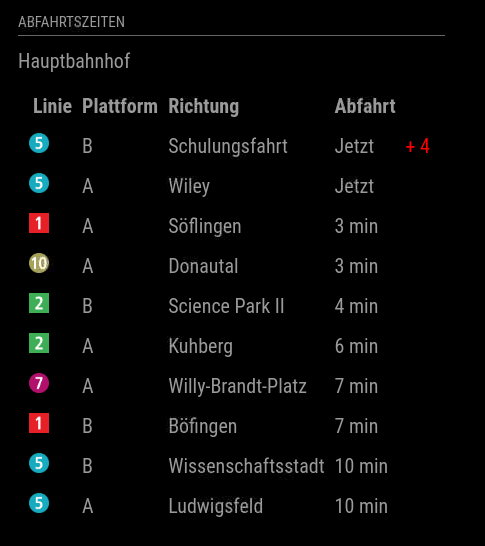 ABFAHRTSZEITEN
Hauptbahnhof
Linie Plattform Richtung Abfahrt
5 B Schulungsfahrt Jetzt + 4
5 A Wiley Jetzt
1 A Söflingen 3 min
10 A Donautal 3 min
2 B Science Park II 4 min
2 A Kuhberg 6 min
7 A Willy-Brandt-Platz 7 min
1 B Böfingen 7 min
5 B Wissenschaftsstadt 10 min
5 A Ludwigsfeld 10 min